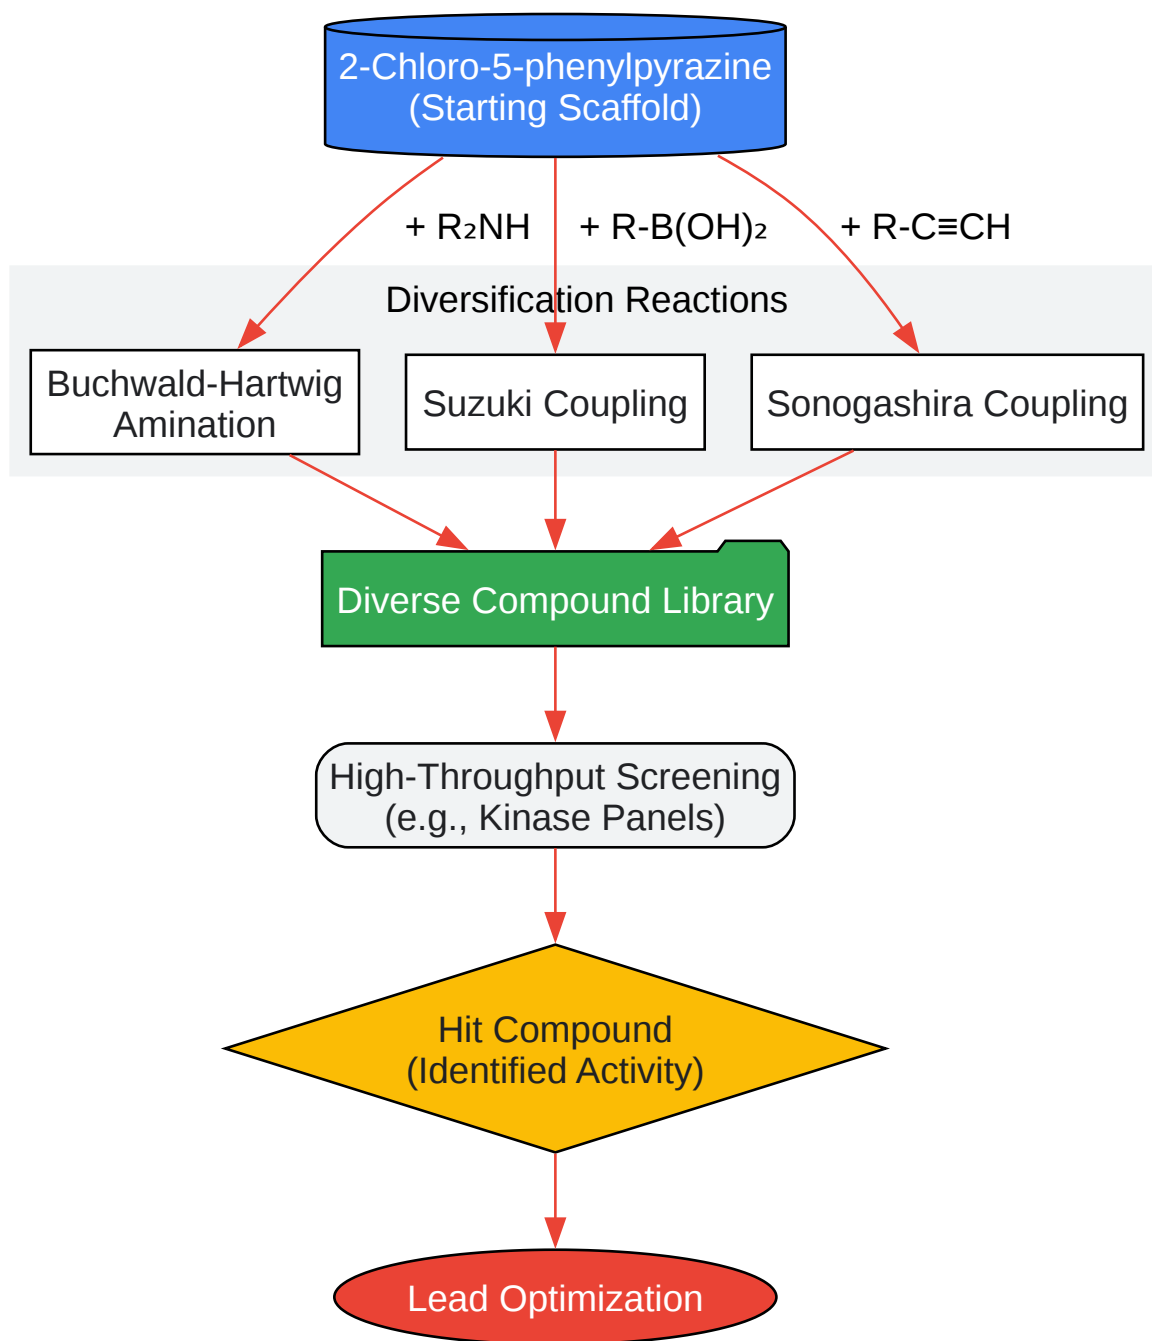 2-Chloro-5-phenylpyrazine
(Starting Scaffold)
+ R₂NH
+ R-B(OH)₂
+ R-C≡CH
Diversification Reactions
Buchwald-Hartwig
Amination
Suzuki Coupling
Sonogashira Coupling
Diverse Compound Library
High-Throughput Screening
(e.g., Kinase Panels)
Hit Compound
(Identified Activity)
Lead Optimization